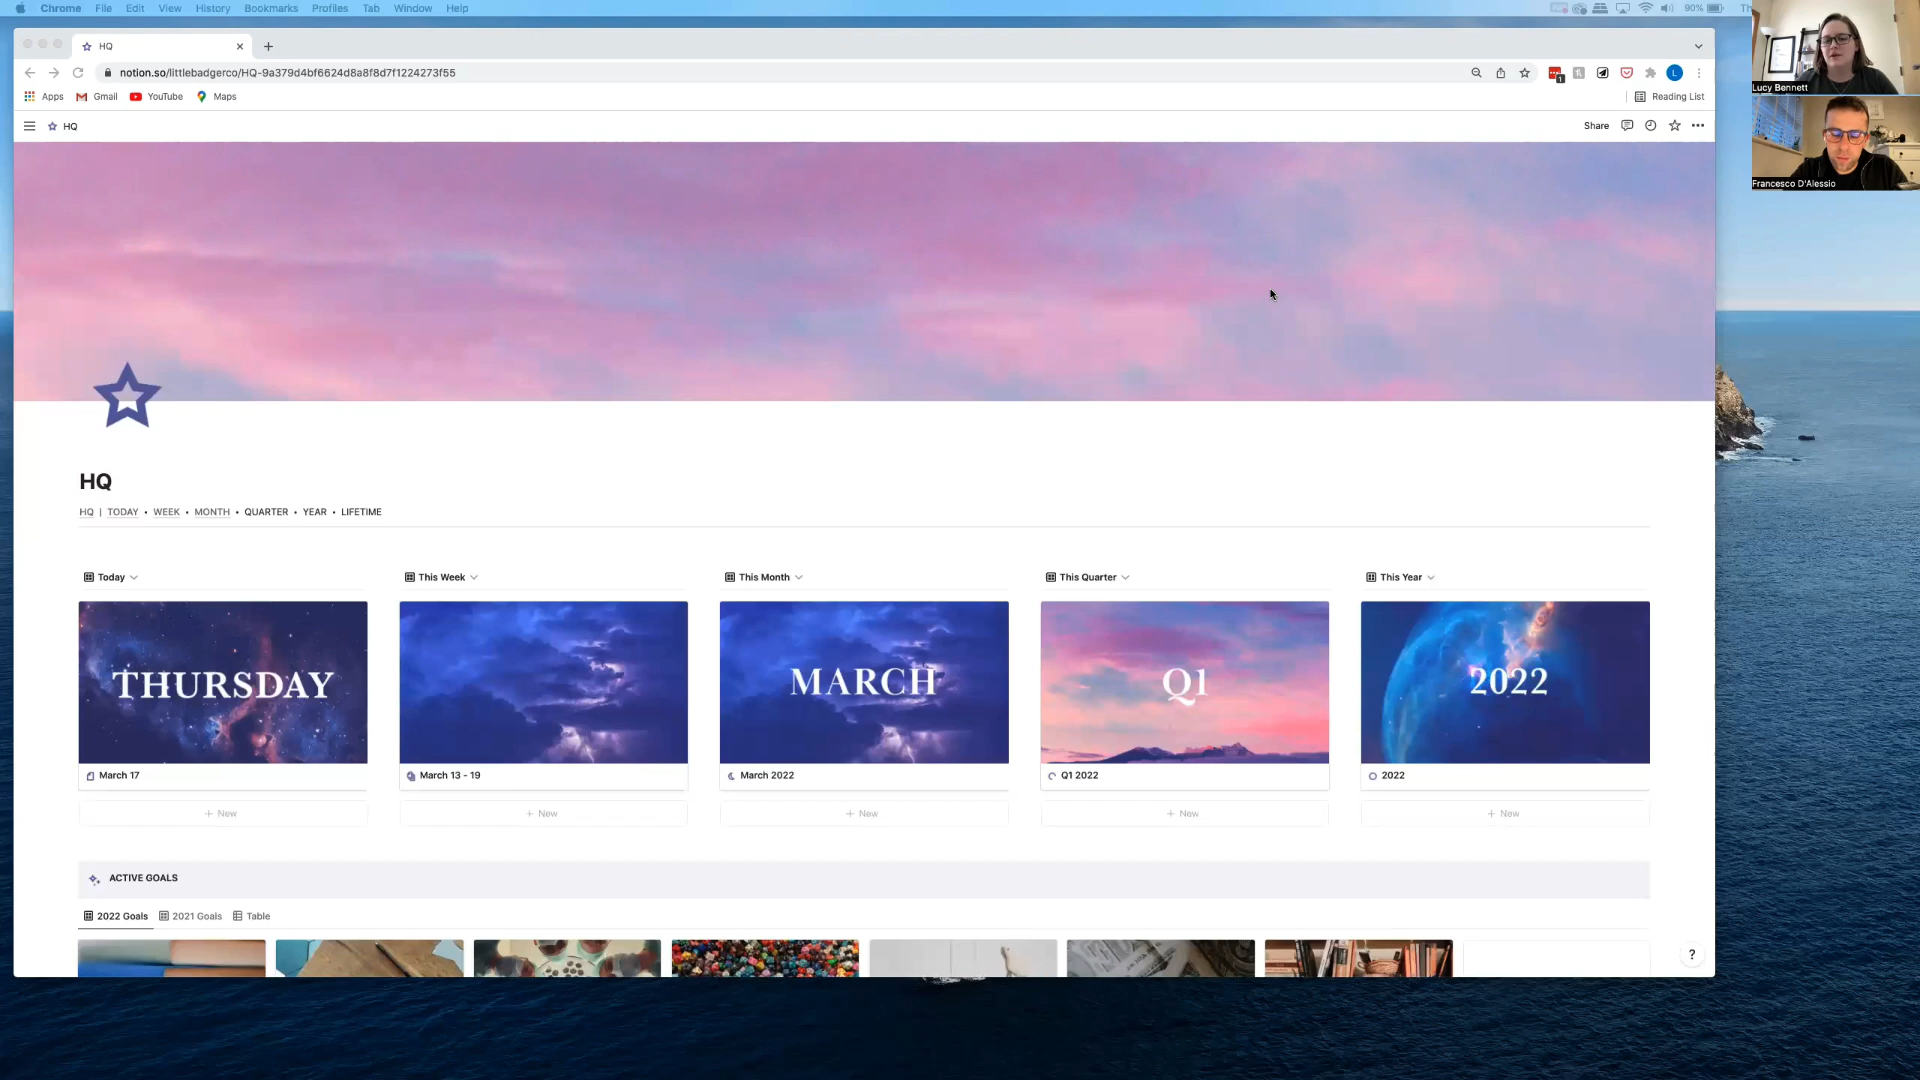 Chrome File Edit View History Bookmarks Profiles Tab Window Help 90%
HQ
notion.so/littlebadgerco/HQ-9a379d4bf6624d8a8f8d7f1224273f55
Apps Gmail YouTube Maps Reading List
HQ Share
Lucy Bennett
Francesco D'Alessio
HQ
HQ | TODAY • WEEK • MONTH • QUARTER • YEAR • LIFETIME
Today This Week This Month This Quarter This Year
THURSDAY MARCH Q1 2022
March 17 March 13 - 19 March 2022 Q1 2022 2022
+ New + New + New + New + New
ACTIVE GOALS
2022 Goals 2021 Goals Table
?